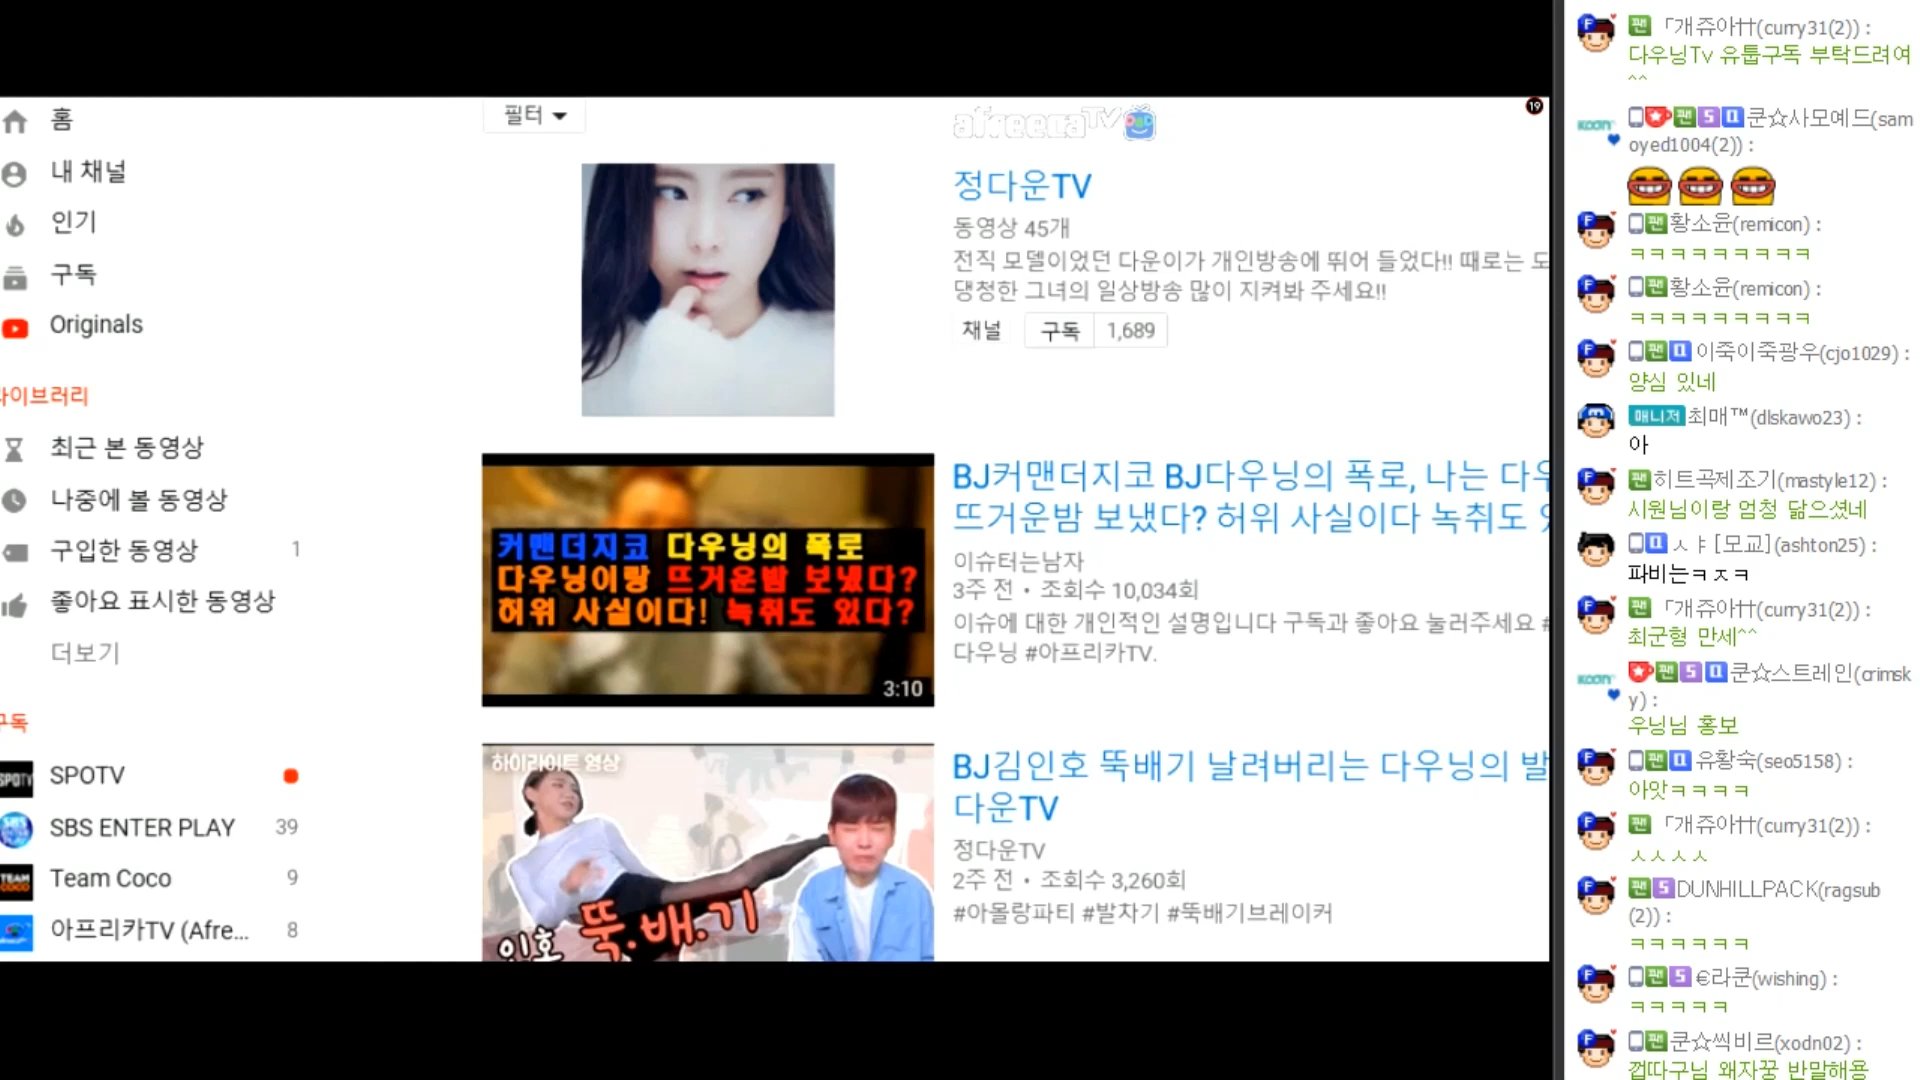 홈
내 채널
인기
구독
Originals
라이브러리
최근 본 동영상
나중에 볼 동영상
구입한 동영상 1
좋아요 표시한 동영상
더보기
구독
SPOTV
SBS ENTER PLAY 39
Team Coco 9
아프리카TV (Afre... 8
필터
afreecaTV
19
정다운TV
동영상 45개
전직 모델이었던 다운이가 개인방송에 뛰어 들었다!! 때로는 도
댕청한 그녀의 일상방송 많이 지켜봐 주세요!!
채널 구독 1,689
커맨더지코 다우닝의 폭로
다우닝이랑 뜨거운밤 보냈다?
허위 사실이다! 녹취도 있다?
3:10
BJ커맨더지코 BJ다우닝의 폭로, 나는 다우
뜨거운밤 보냈다? 허위 사실이다 녹취도
이슈터는남자
3주 전 • 조회수 10,034회
이슈에 대한 개인적인 설명입니다 구독과 좋아요 눌러주세요 #
다우닝 #아프리카TV.
하이라이트 영상
인호 뚝.배.기
BJ김인호 뚝배기 날려버리는 다우닝의 발
다운TV
정다운TV
2주 전 • 조회수 3,260회
#아몰랑파티 #발차기 #뚝배기브레이커
팬 「개쥬아††(curry31(2)) :
다우닝Tv 유튭구독 부탁드려여
^^
팬 S 쿤☆사모예드(sam
oyed1004(2)) :
팬 황소윤(remicon) :
ㅋㅋㅋㅋㅋㅋㅋㅋㅋ
팬 황소윤(remicon) :
ㅋㅋㅋㅋㅋㅋㅋㅋㅋ
팬 이죽이죽광우(cjo1029) :
양심 있네
매니저 최매™(dlskawo23) :
아
팬 히트곡제조기(mastyle12) :
시원님이랑 엄청 닮으셨네
ㅅㅑ[모교](ashton25) :
파비는ㅋㅈㅋ
팬 「개쥬아††(curry31(2)) :
최군형 만세^^
팬 S 쿤☆스트레인(crimsk
y) :
우닝님 홍보
팬 유황숙(seo5158) :
아앗ㅋㅋㅋㅋ
팬 「개쥬아††(curry31(2)) :
ㅅㅅㅅㅅ
팬 S DUNHILLPACK(ragsub
(2)) :
ㅋㅋㅋㅋㅋㅋ
팬 S €라쿤(wishing) :
ㅋㅋㅋㅋㅋ
팬 쿤☆씩비르(xodn02) :
껍따구님 왜자꿍 반말해용